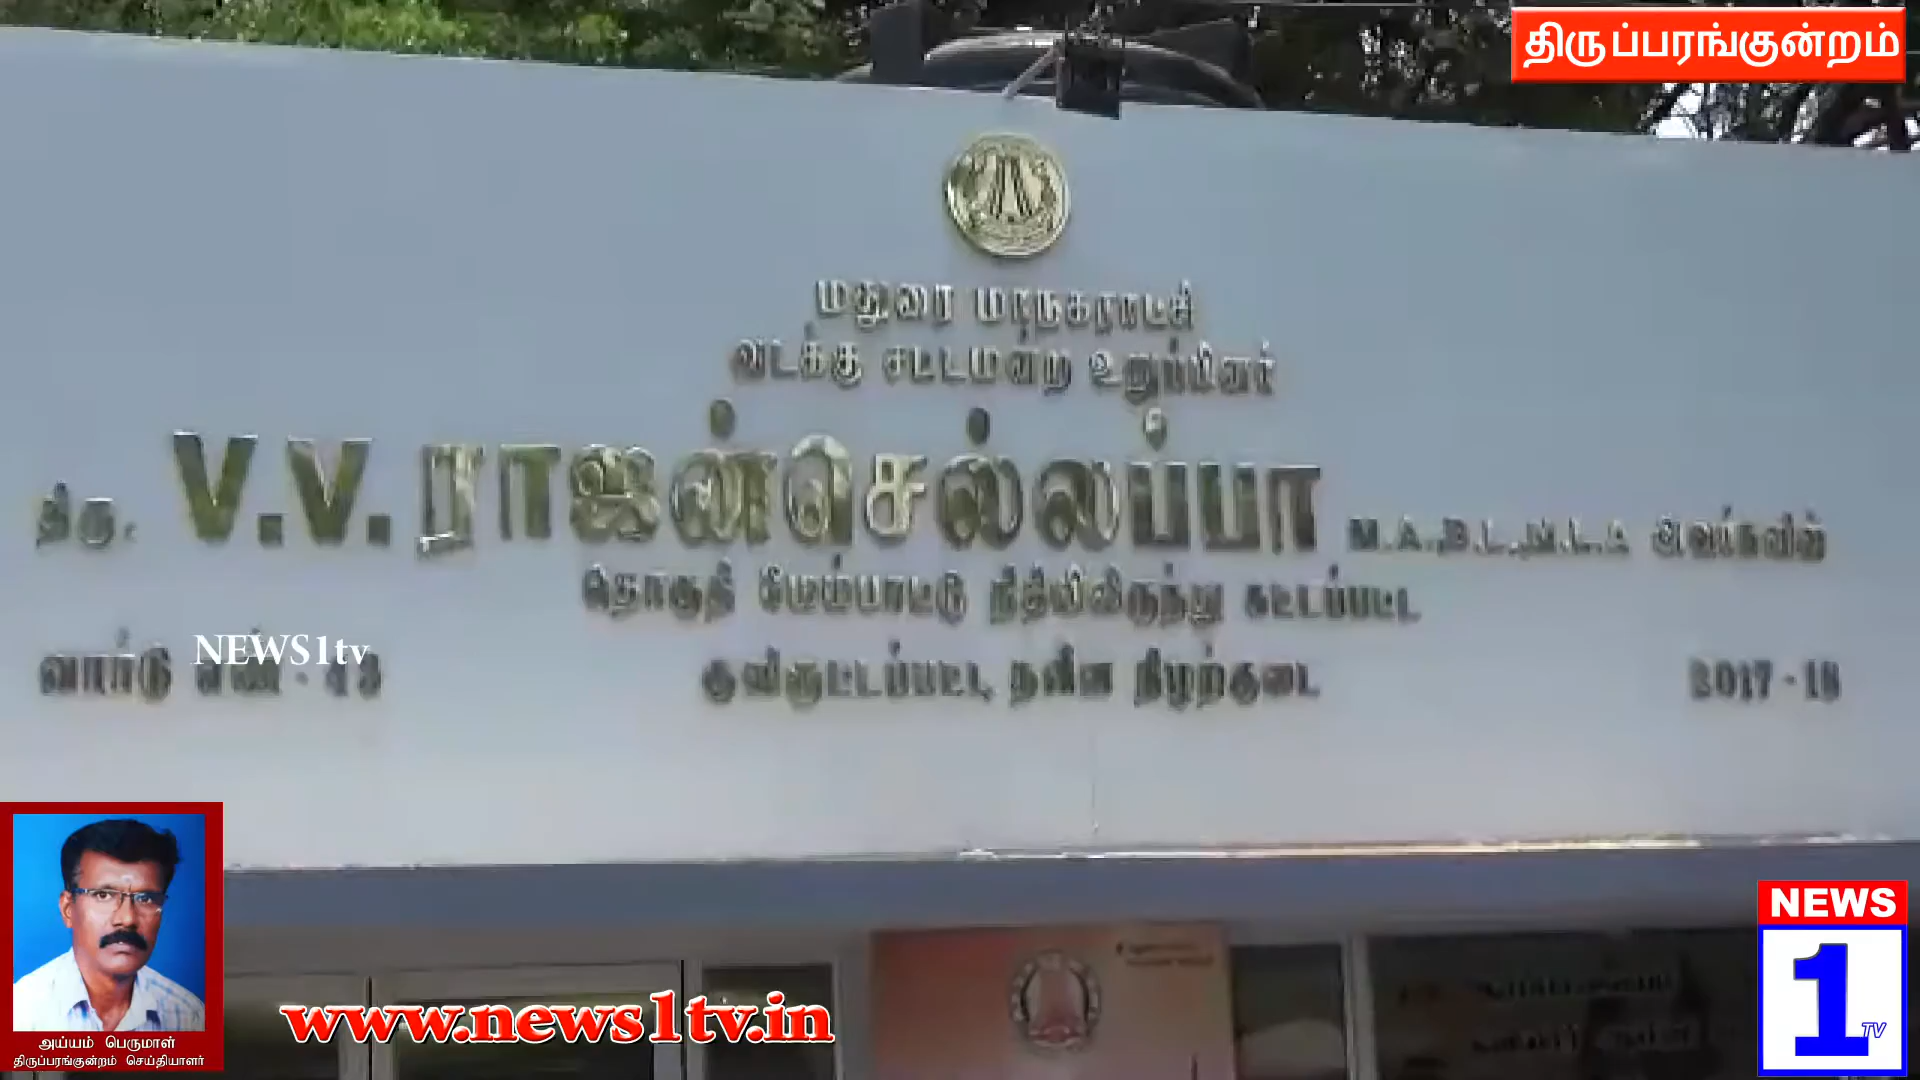 திருப்பரங்குன்றம்
மதுரை மாநகராட்சி
வடக்கு சட்டமன்ற உறுப்பினர்
திரு. V.V.ராஜன்செல்லப்பா M.A.,B.L.,M.L.A அவர்களின்
தொகுதி மேம்பாட்டு நிதியிலிருந்து கட்டப்பட்ட
வார்டு எண் - 43 குளிரூட்டப்பட்ட நவீன நிழற்குடை 2017 - 18
NEWS1tv
NEWS
1
TV
www.news1tv.in
அய்யம் பெருமாள்
திருப்பரங்குன்றம் செய்தியாளர்